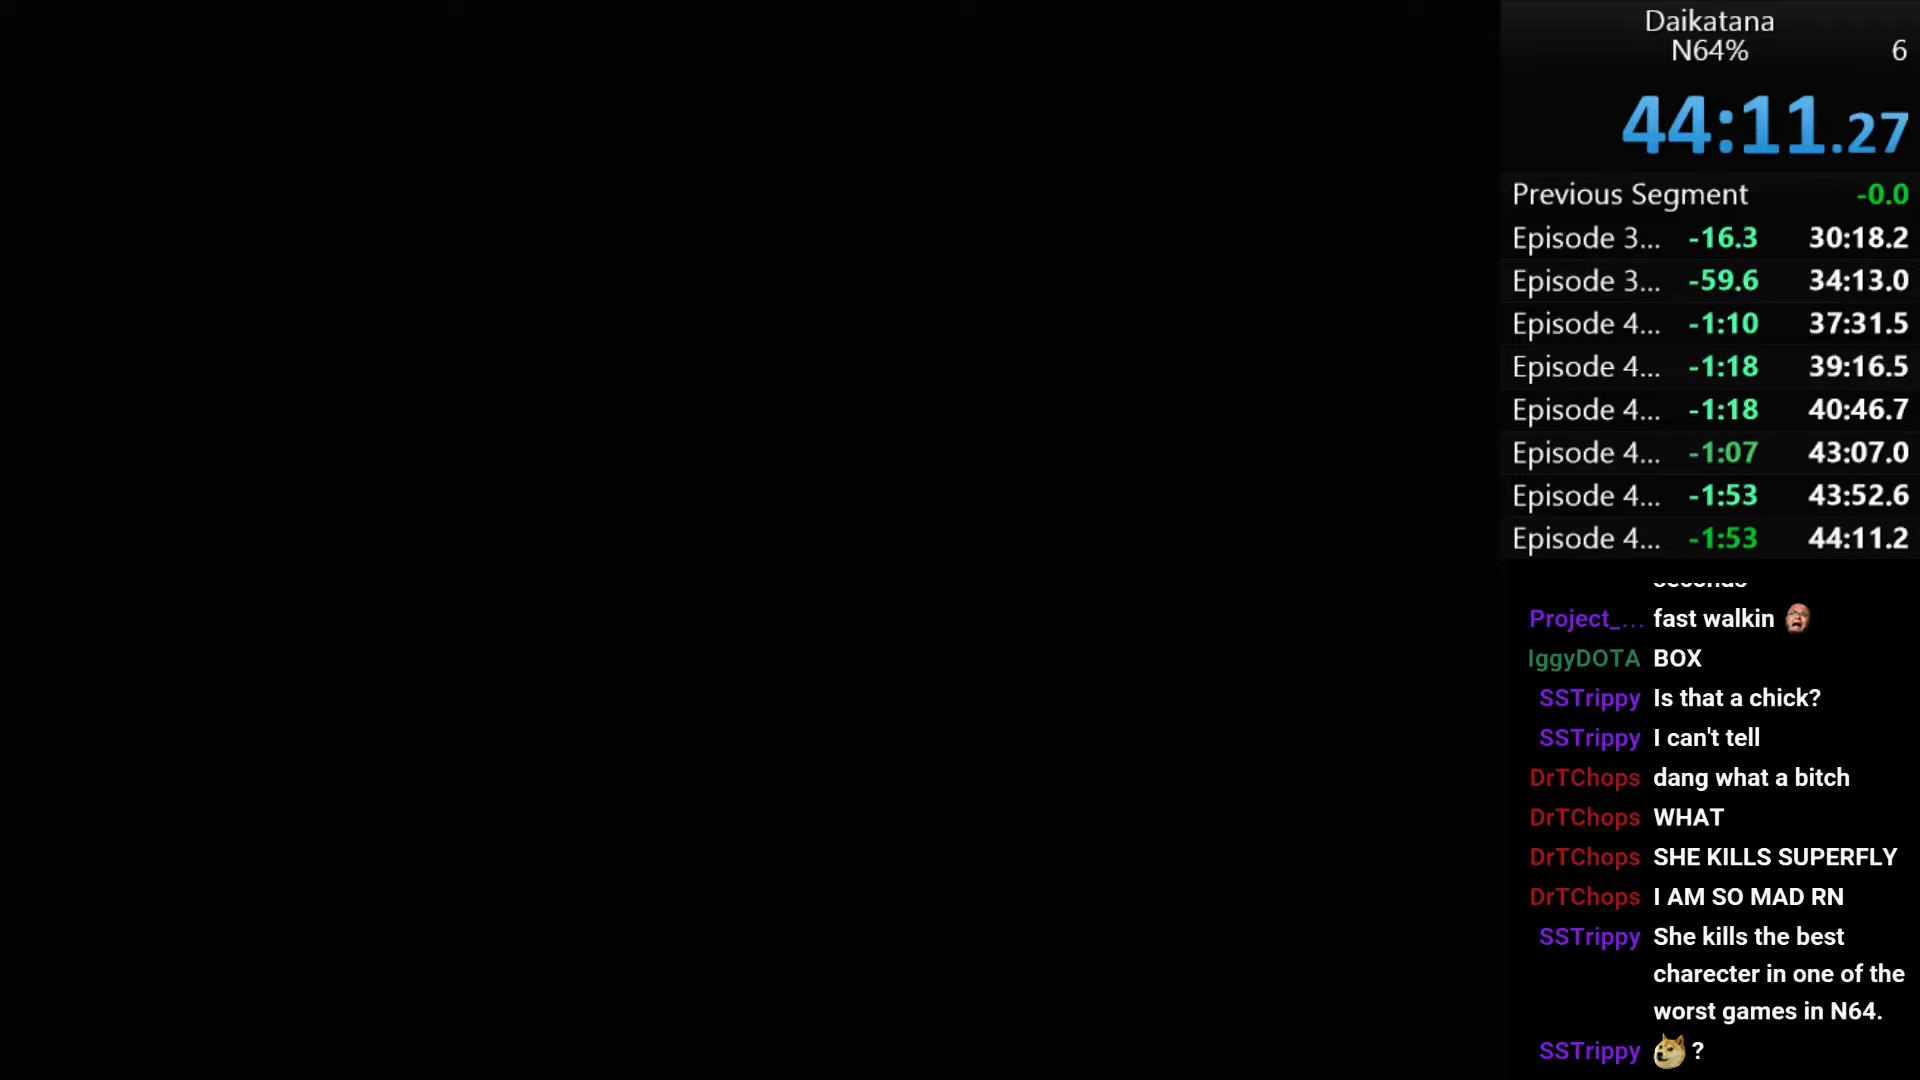 Daikatana
N64% 6
44:11.27
Previous Segment -0.0
Episode 3... -16.3 30:18.2
Episode 3... -59.6 34:13.0
Episode 4... -1:10 37:31.5
Episode 4... -1:18 39:16.5
Episode 4... -1:18 40:46.7
Episode 4... -1:07 43:07.0
Episode 4... -1:53 43:52.6
Episode 4... -1:53 44:11.2
seconds
Project_... fast walkin
IggyDOTA BOX
SSTrippy Is that a chick?
SSTrippy I can't tell
DrTChops dang what a bitch
DrTChops WHAT
DrTChops SHE KILLS SUPERFLY
DrTChops I AM SO MAD RN
SSTrippy She kills the best
charecter in one of the
worst games in N64.
SSTrippy ?